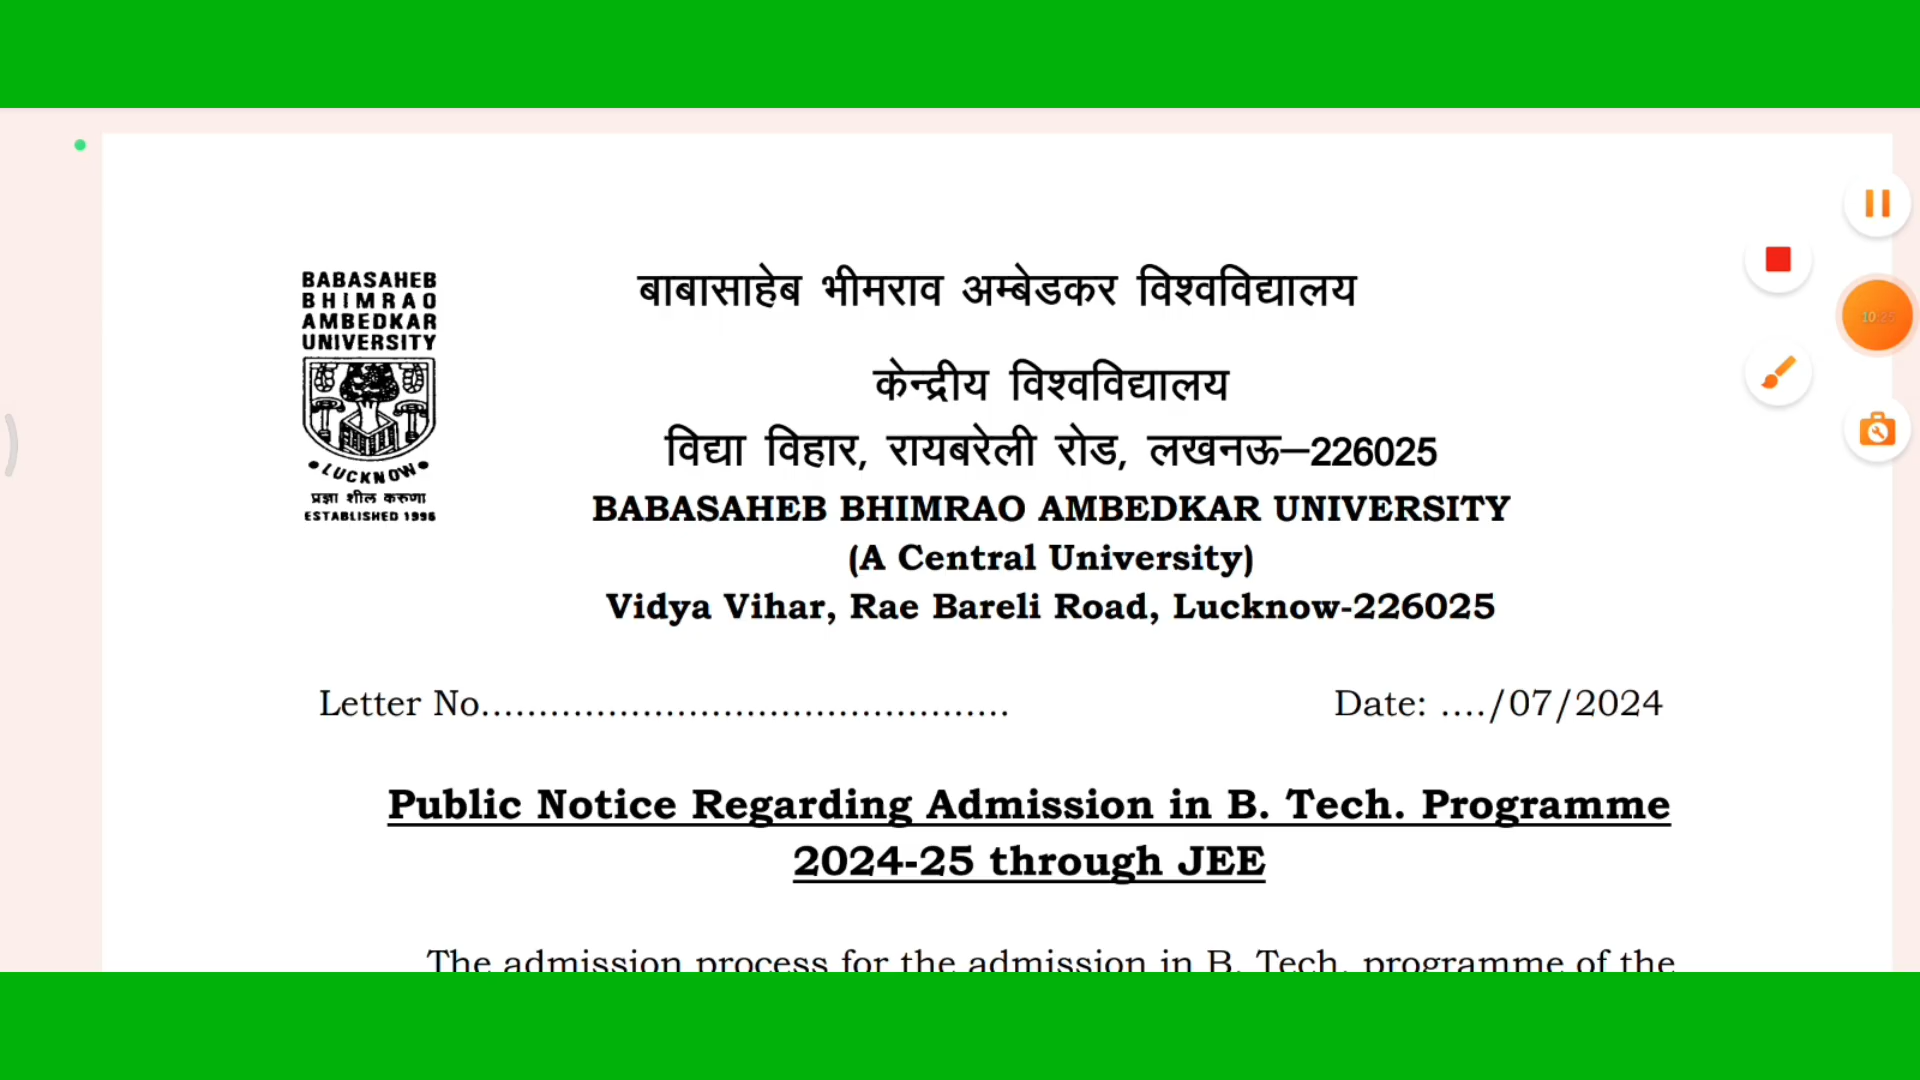 BABASAHEB
BHIMRAO
AMBEDKAR
UNIVERSITY
LUCKNOW
प्रज्ञा शील करुणा
ESTABLISHED 1996
बाबासाहेब भीमराव अम्बेडकर विश्वविद्यालय
केन्द्रीय विश्वविद्यालय
विद्या विहार, रायबरेली रोड, लखनऊ–226025
BABASAHEB BHIMRAO AMBEDKAR UNIVERSITY
(A Central University)
Vidya Vihar, Rae Bareli Road, Lucknow-226025
Letter No............................................. Date: ..../07/2024
Public Notice Regarding Admission in B. Tech. Programme
2024-25 through JEE
The admission process for the admission in B. Tech. programme of the